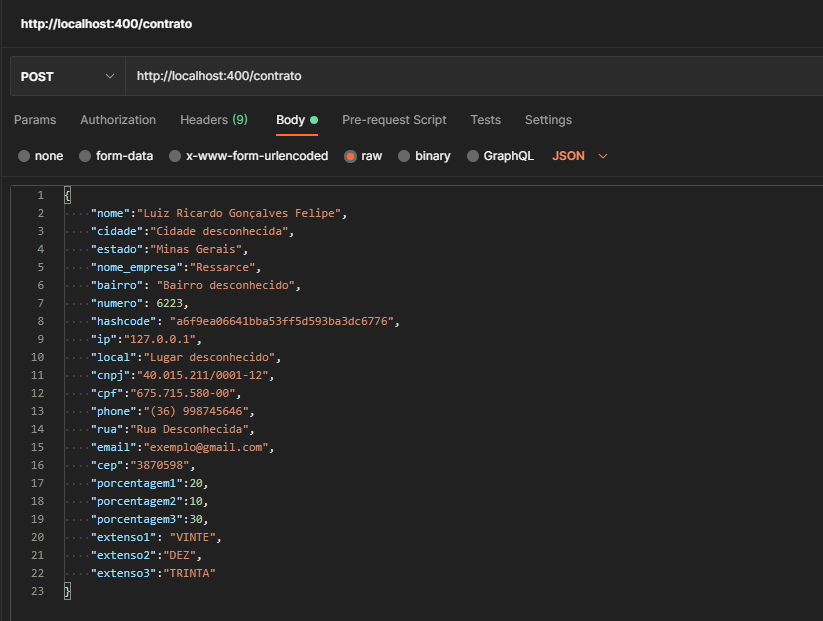 http://localhost:400/contrato
POST http://localhost:400/contrato
Params Authorization Headers (9) Body Pre-request Script Tests Settings
none form-data x-www-form-urlencoded raw binary GraphQL JSON
1 {
2 "nome":"Luiz Ricardo Gonçalves Felipe",
3 "cidade":"Cidade desconhecida",
4 "estado":"Minas Gerais",
5 "nome_empresa":"Ressarce",
6 "bairro": "Bairro desconhecido",
7 "numero": 6223,
8 "hashcode": "a6f9ea06641bba53ff5d593ba3dc6776",
9 "ip":"127.0.0.1",
10 "local":"Lugar desconhecido",
11 "cnpj":"40.015.211/0001-12",
12 "cpf":"675.715.580-00",
13 "phone":"(36) 998745646",
14 "rua":"Rua Desconhecida",
15 "email":"exemplo@gmail.com",
16 "cep":"3870598",
17 "porcentagem1":20,
18 "porcentagem2":10,
19 "porcentagem3":30,
20 "extenso1": "VINTE",
21 "extenso2":"DEZ",
22 "extenso3":"TRINTA"
23 }